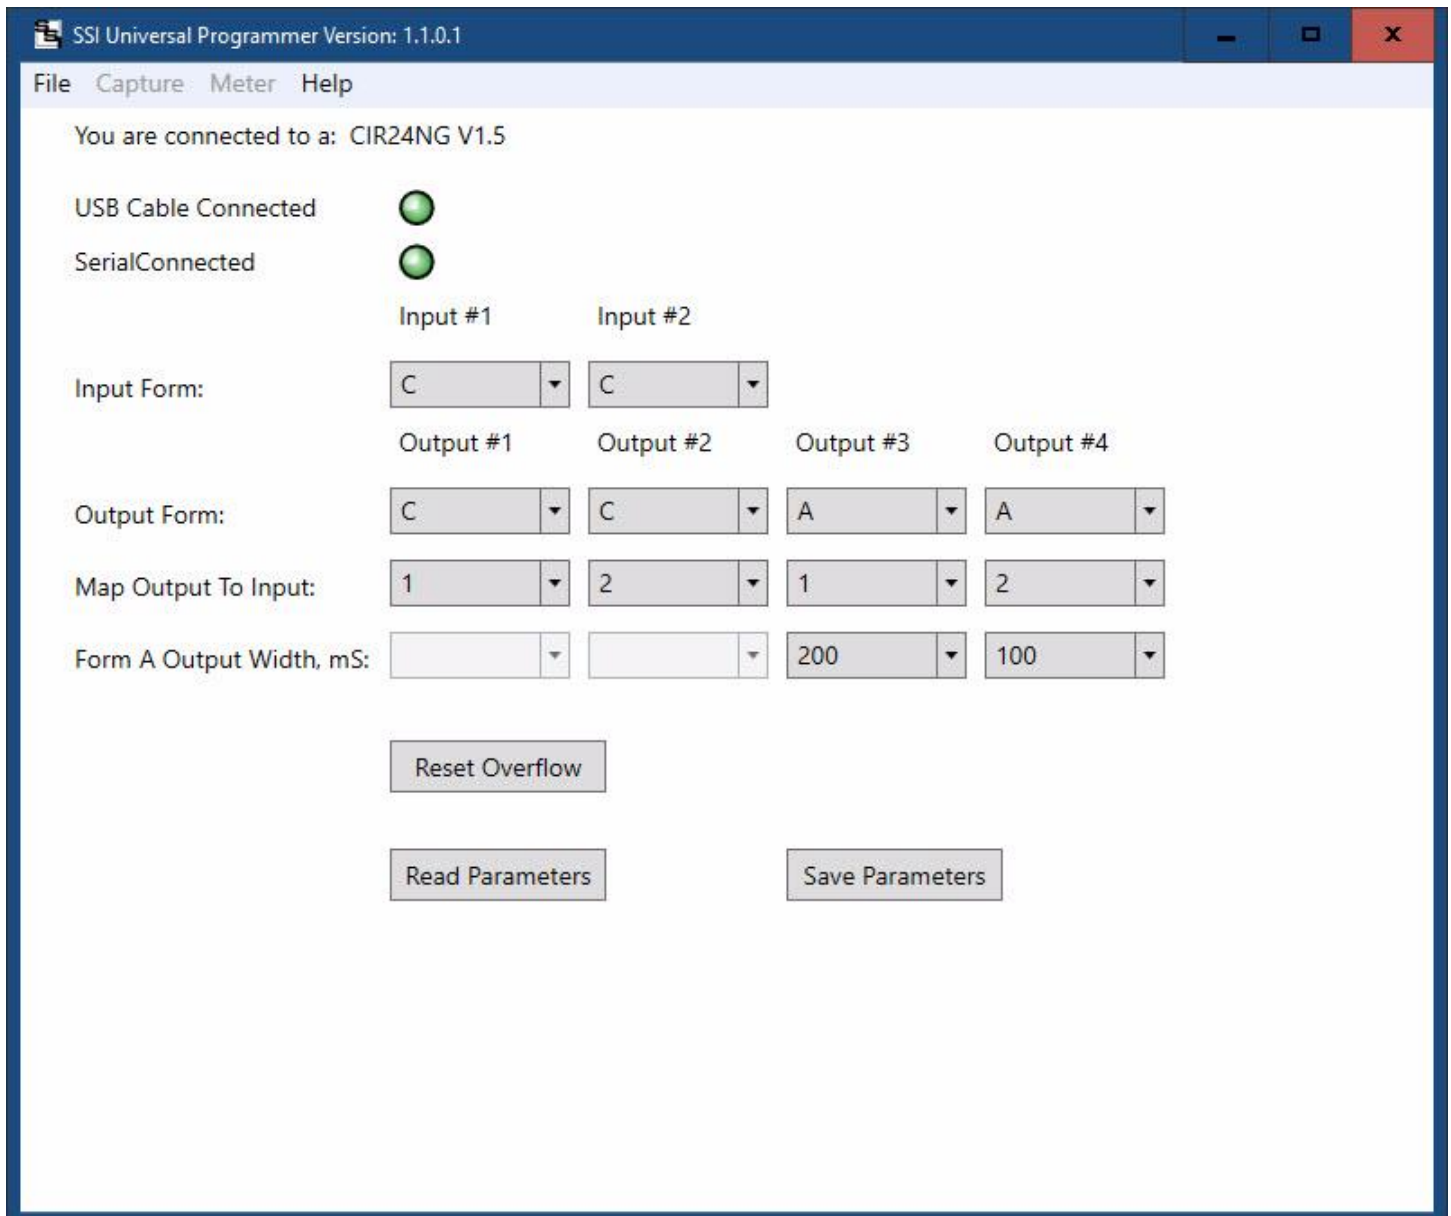 SSI Universal Programmer Version: 1.1.0.1
File Capture Meter Help
You are connected to a: CIR24NG V1.5
USB Cable Connected
SerialConnected
Input #1 Input #2
Input Form: C C
Output #1 Output #2 Output #3 Output #4
Output Form: C C A A
Map Output To Input: 1 2 1 2
Form A Output Width, mS: 200 100
Reset Overflow
Read Parameters Save Parameters